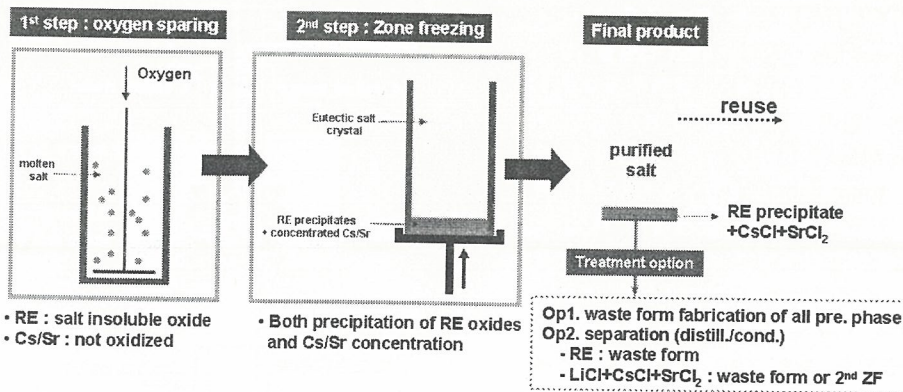 1st step : oxygen sparing
Oxygen
molten
salt
• RE : salt insoluble oxide
• Cs/Sr : not oxidized
2nd step : Zone freezing
Eutectic salt
crystal
RE precipitates
+ concentrated Cs/Sr
• Both precipitation of RE oxides
and Cs/Sr concentration
Final product
reuse
purified
salt
RE precipitate
+CsCl+SrCl2
Treatment option
Op1. waste form fabrication of all pre. phase
Op2. separation (distill./cond.)
- RE : waste form
- LiCl+CsCl+SrCl2 : waste form or 2nd ZF